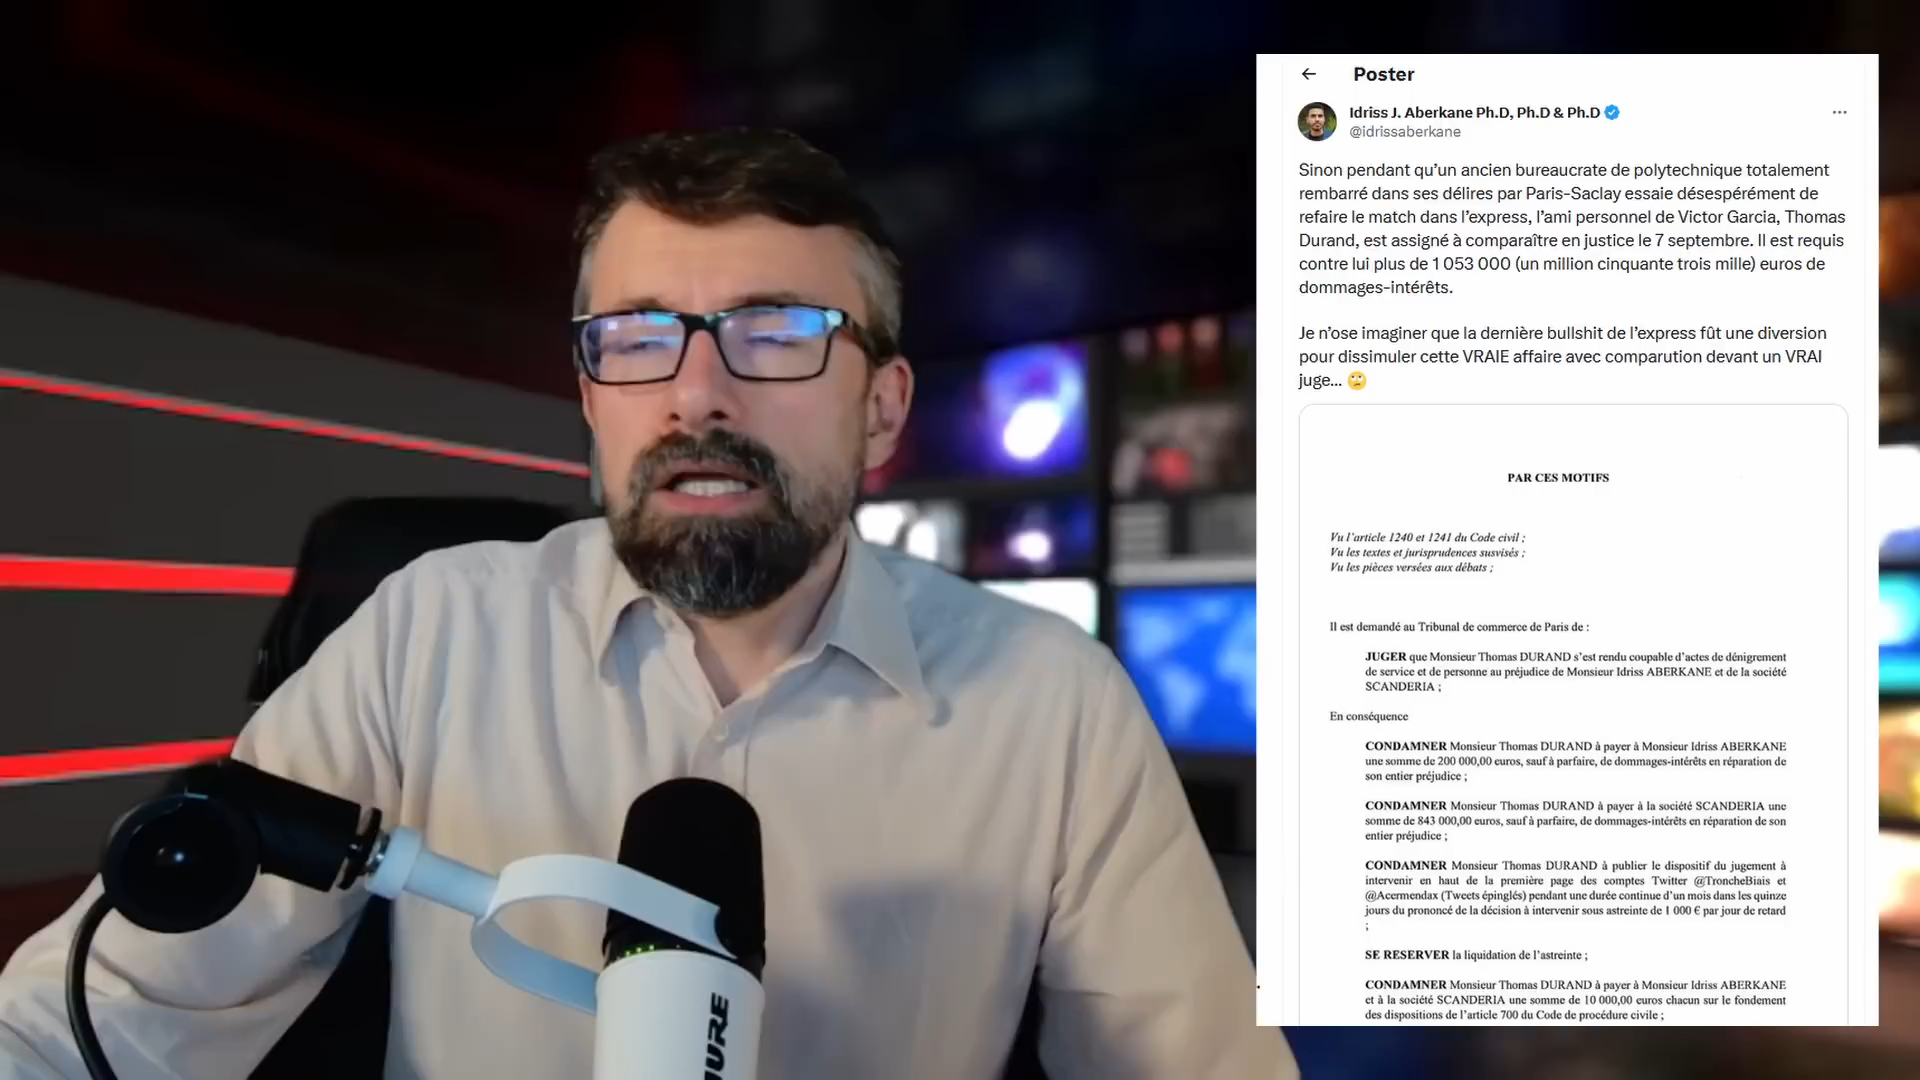 Poster
Idriss J. Aberkane Ph.D, Ph.D & Ph.D
@idrissaberkane
Sinon pendant qu'un ancien bureaucrate de polytechnique totalement
rembarré dans ses délires par Paris-Saclay essaie désespérément de
refaire le match dans l'express, l'ami personnel de Victor Garcia, Thomas
Durand, est assigné à comparaître en justice le 7 septembre. Il est requis
contre lui plus de 1 053 000 (un million cinquante trois mille) euros de
dommages-intérêts.
Je n'ose imaginer que la dernière bullshit de l'express fût une diversion
pour dissimuler cette VRAIE affaire avec comparution devant un VRAI
juge... 🙄
PAR CES MOTIFS
Vu l'article 1240 et 1241 du Code civil ;
Vu les textes et jurisprudences susvisés ;
Vu les pièces versées aux débats ;
Il est demandé au Tribunal de commerce de Paris de :
JUGER que Monsieur Thomas DURAND s'est rendu coupable d'actes de dénigrement
de service et de personne au préjudice de Monsieur Idriss ABERKANE et de la société
SCANDERIA ;
En conséquence
CONDAMNER Monsieur Thomas DURAND à payer à Monsieur Idriss ABERKANE
une somme de 200 000,00 euros, sauf à parfaire, de dommages-intérêts en réparation de
son entier préjudice ;
CONDAMNER Monsieur Thomas DURAND à payer à la société SCANDERIA une
somme de 843 000,00 euros, sauf à parfaire, de dommages-intérêts en réparation de son
entier préjudice ;
CONDAMNER Monsieur Thomas DURAND à publier le dispositif du jugement à
intervenir en haut de la première page des comptes Twitter @TroncheBiais et
@Acermendax (Tweets épinglés) pendant une durée continue d'un mois dans les quinze
jours du prononcé de la décision à intervenir sous astreinte de 1 000 € par jour de retard
;
SE RESERVER la liquidation de l'astreinte ;
CONDAMNER Monsieur Thomas DURAND à payer à Monsieur Idriss ABERKANE
et à la société SCANDERIA une somme de 10 000,00 euros chacun sur le fondement
des dispositions de l'article 700 du Code de procédure civile ;